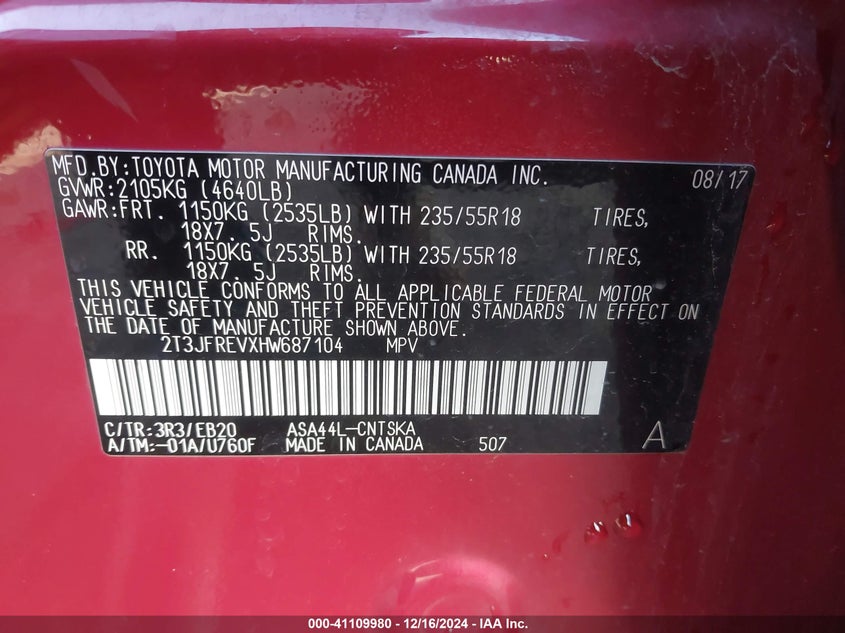 MFD.BY:TOYOTA MOTOR MANUFACTURING CANADA INC. 08/17
GVWR:2105KG (4640LB)
GAWR:FRT. 1150KG (2535LB) WITH 235/55R18 TIRES,
18X7. 5J RIMS.
RR. 1150KG (2535LB) WITH 235/55R18 TIRES,
18X7. 5J RIMS.
THIS VEHICLE CONFORMS TO ALL APPLICABLE FEDERAL MOTOR
VEHICLE SAFETY AND THEFT PREVENTION STANDARDS IN EFFECT ON
THE DATE OF MANUFACTURE SHOWN ABOVE.
2T3JFREVXHW687104 MPV
C/TR:3R3/EB20 ASA44L-CNTSKA
A/TM:-01A/U760F MADE IN CANADA 507 A
000-41109980 - 12/16/2024 - IAA Inc.